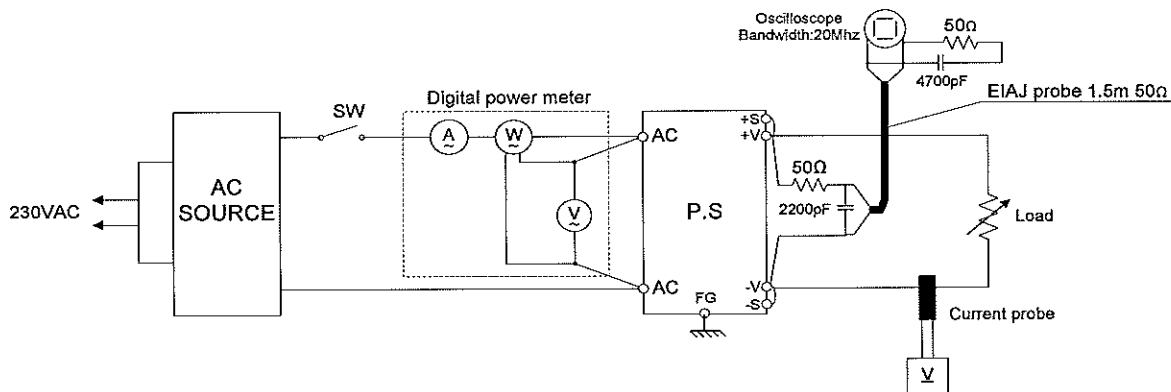 Oscilloscope
Bandwidth:20Mhz
50Ω
4700pF
EIAJ probe 1.5m 50Ω
Digital power meter
SW
A
~
W
~
AC
+S
+V
50Ω
2200pF
230VAC
AC
SOURCE
V
~
P.S
Load
AC
FG
-V
-S
Current probe
V